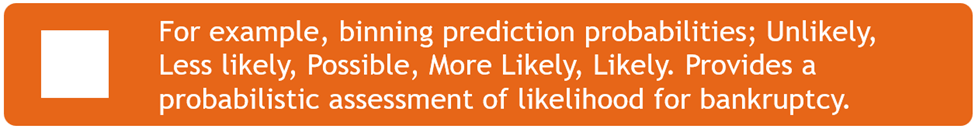 For example, binning prediction probabilities; Unlikely,
Less likely, Possible, More Likely, Likely. Provides a
probabilistic assessment of likelihood for bankruptcy.